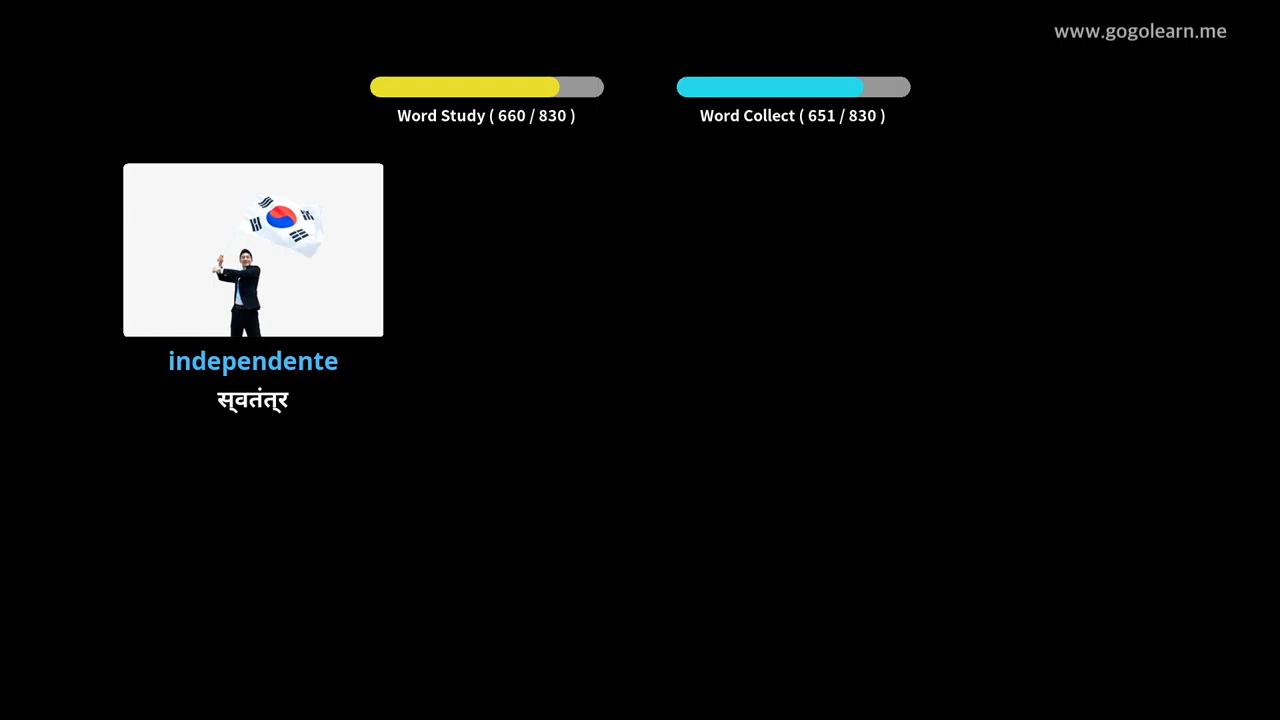 www.gogolearn.me
Word Study ( 660 / 830 )
Word Collect ( 651 / 830 )
independente
स्वतंत्र